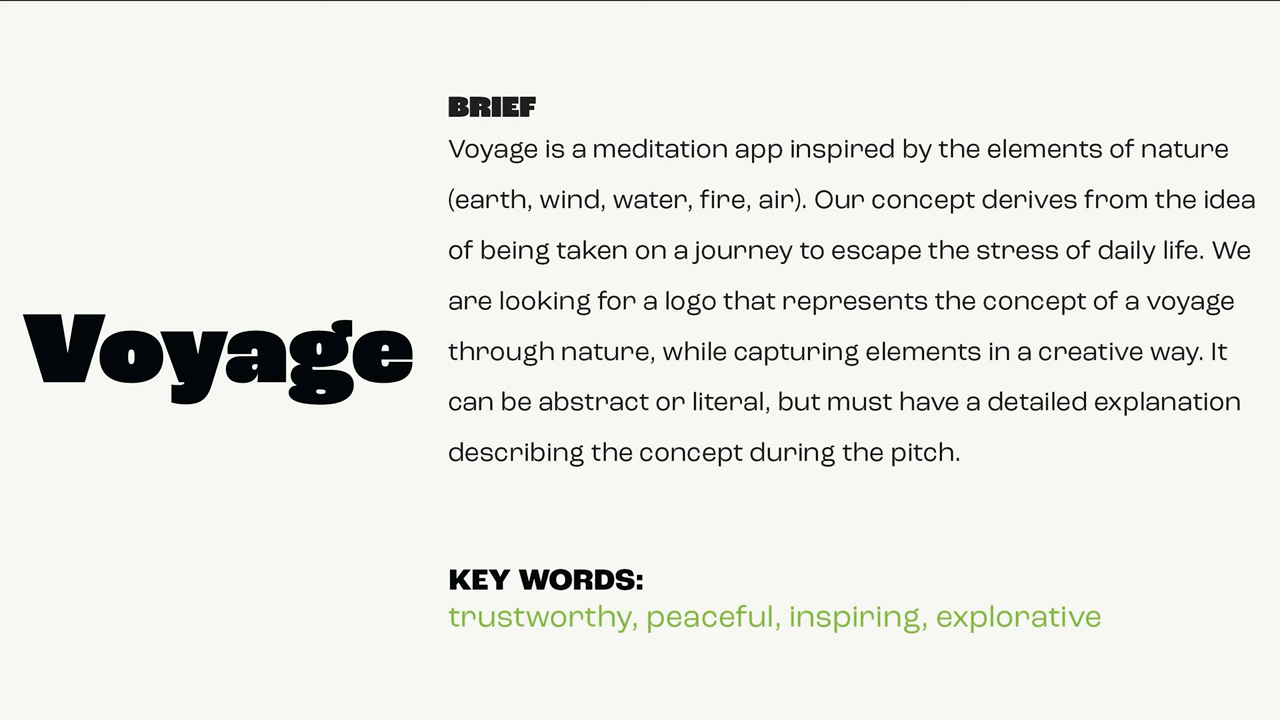 Voyage
BRIEF
Voyage is a meditation app inspired by the elements of nature
(earth, wind, water, fire, air). Our concept derives from the idea
of being taken on a journey to escape the stress of daily life. We
are looking for a logo that represents the concept of a voyage
through nature, while capturing elements in a creative way. It
can be abstract or literal, but must have a detailed explanation
describing the concept during the pitch.
KEY WORDS:
trustworthy, peaceful, inspiring, explorative